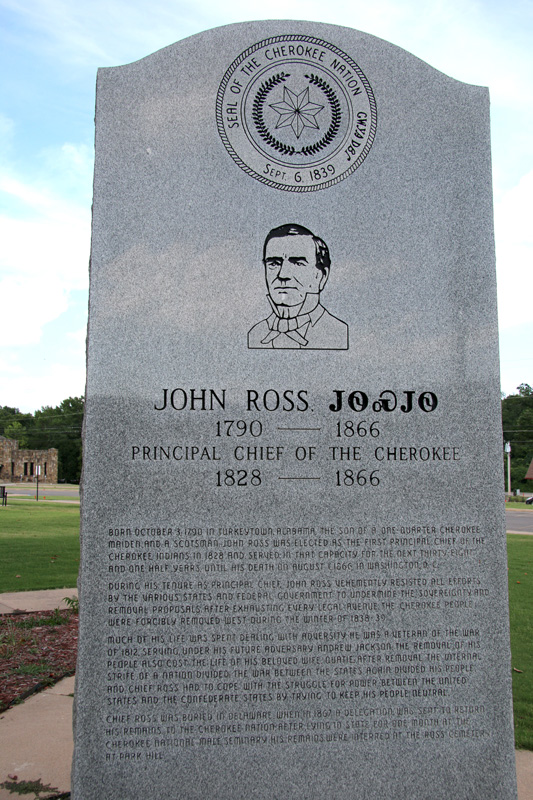 SEAL OF THE CHEROKEE NATION
ᏣᎳᎩ ᎠᏰᎵ
SEPT. 6, 1839
JOHN ROSS.
1790 — 1866
PRINCIPAL CHIEF OF THE CHEROKEE
1828 — 1866
BORN OCTOBER 3, 1790 IN TURKEYTOWN, ALABAMA, THE SON OF A ONE-QUARTER CHEROKEE
MAIDEN AND A SCOTSMAN. JOHN ROSS WAS ELECTED AS THE FIRST PRINCIPAL CHIEF OF THE
CHEROKEE INDIANS IN 1828 AND SERVED IN THAT CAPACITY FOR THE NEXT THIRTY EIGHT
AND ONE HALF YEARS UNTIL HIS DEATH ON AUGUST 1, 1866 IN WASHINGTON, D.C.
DURING HIS TENURE AS PRINCIPAL CHIEF, JOHN ROSS VEHEMENTLY RESISTED ALL EFFORTS
BY THE VARIOUS STATES AND FEDERAL GOVERNMENT TO UNDERMINE THE SOVEREIGNTY AND
REMOVAL PROPOSALS. AFTER EXHAUSTING EVERY LEGAL AVENUE, THE CHEROKEE PEOPLE
WERE FORCIBLY REMOVED WEST DURING THE WINTER OF 1838-39.
MUCH OF HIS LIFE WAS SPENT DEALING WITH ADVERSITY. HE WAS A VETERAN OF THE WAR
OF 1812, SERVING UNDER HIS FUTURE ADVERSARY ANDREW JACKSON. THE REMOVAL OF HIS
PEOPLE ALSO COST THE LIFE OF HIS BELOVED WIFE QUATIE. AFTER REMOVAL THE INTERNAL
STRIFE OF A NATION DIVIDED. THE WAR BETWEEN THE STATES AGAIN DIVIDED HIS PEOPLE
AND CHIEF ROSS HAD TO COPE WITH THE STRUGGLE FOR POWER BETWEEN THE UNITED
STATES AND THE CONFEDERATE STATES BY TRYING TO KEEP HIS PEOPLE NEUTRAL.
CHIEF ROSS WAS BURIED IN DELAWARE WHEN IN 1867 A DELEGATION WAS SENT TO RETURN
HIS REMAINS TO THE CHEROKEE NATION. AFTER LYING IN STATE FOR ONE MONTH AT THE
CHEROKEE NATIONAL MALE SEMINARY HIS REMAINS WERE INTERRED AT THE ROSS CEMETERY
AT PARK HILL.